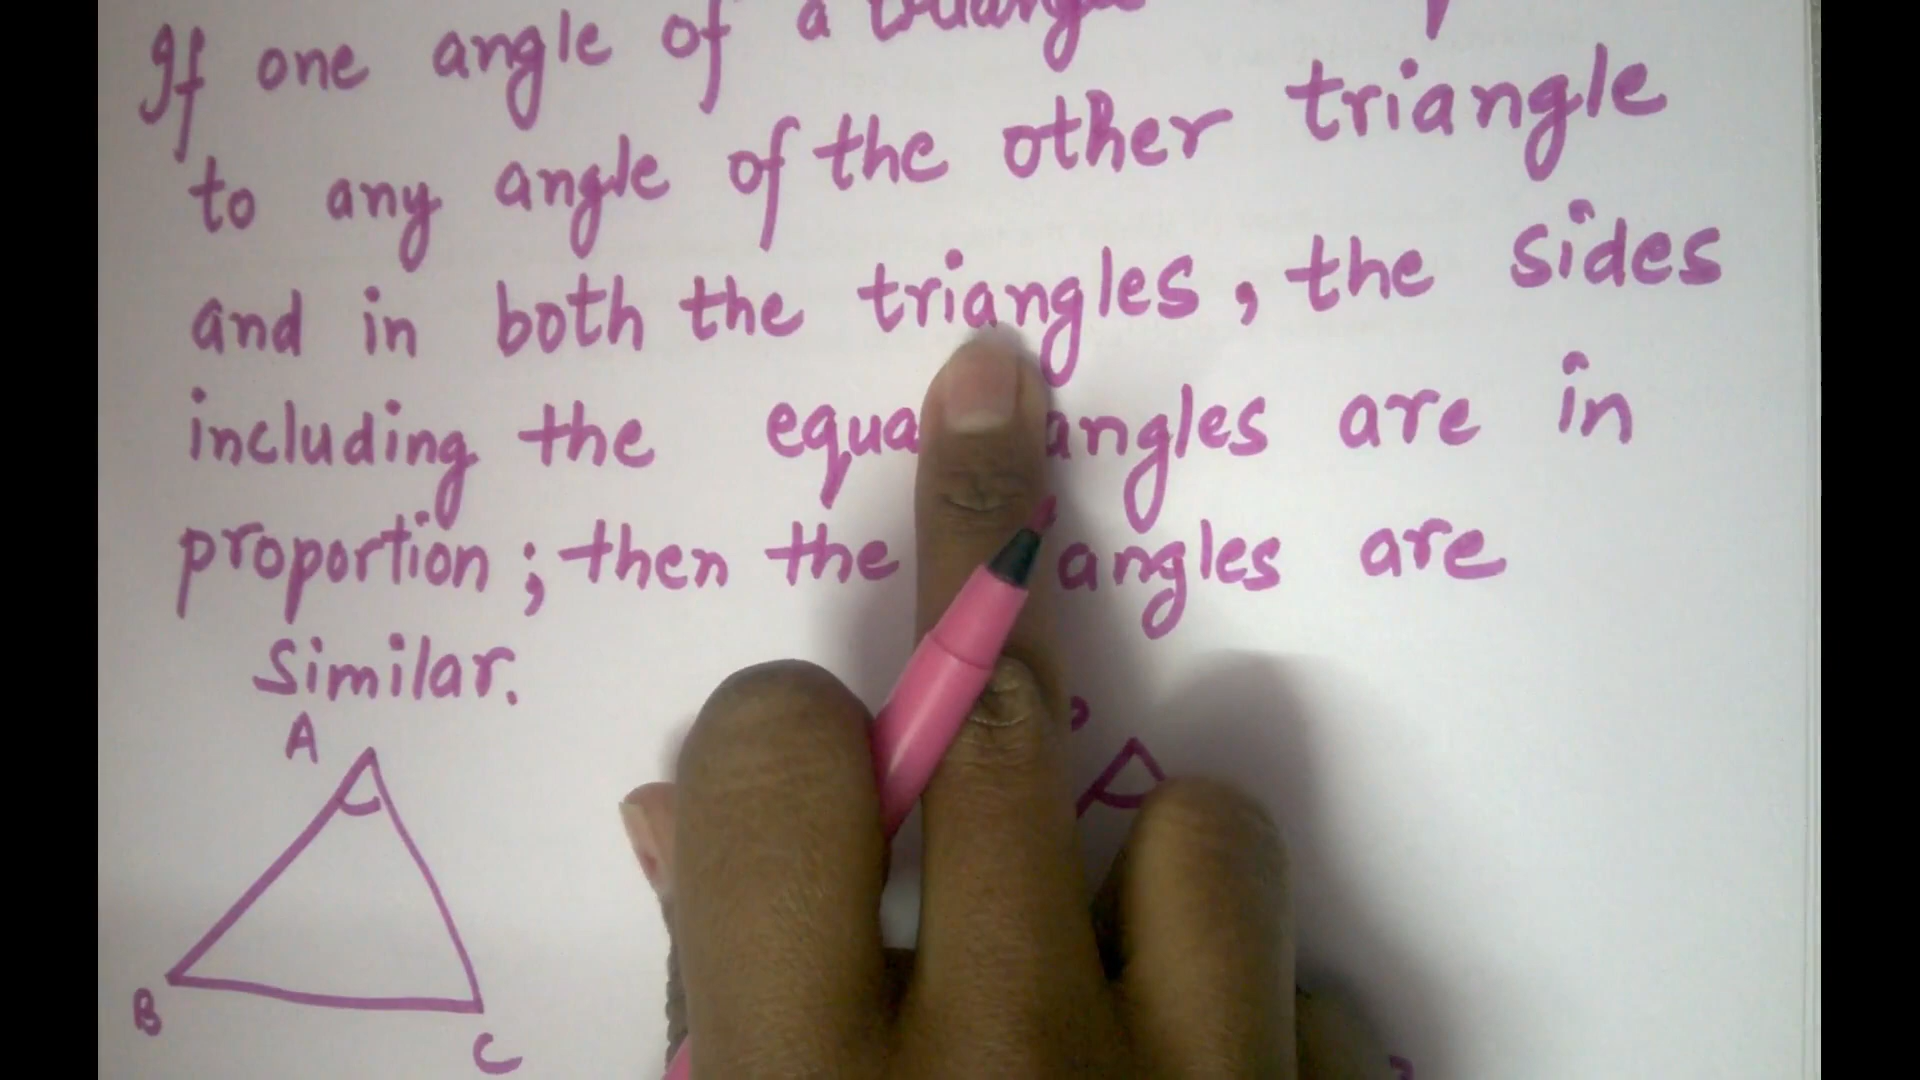 If one angle of a triangle
to any angle of the other triangle
and in both the triangles, the sides
including the equa angles are in
proportion; then the angles are
Similar.
A
P
B
C